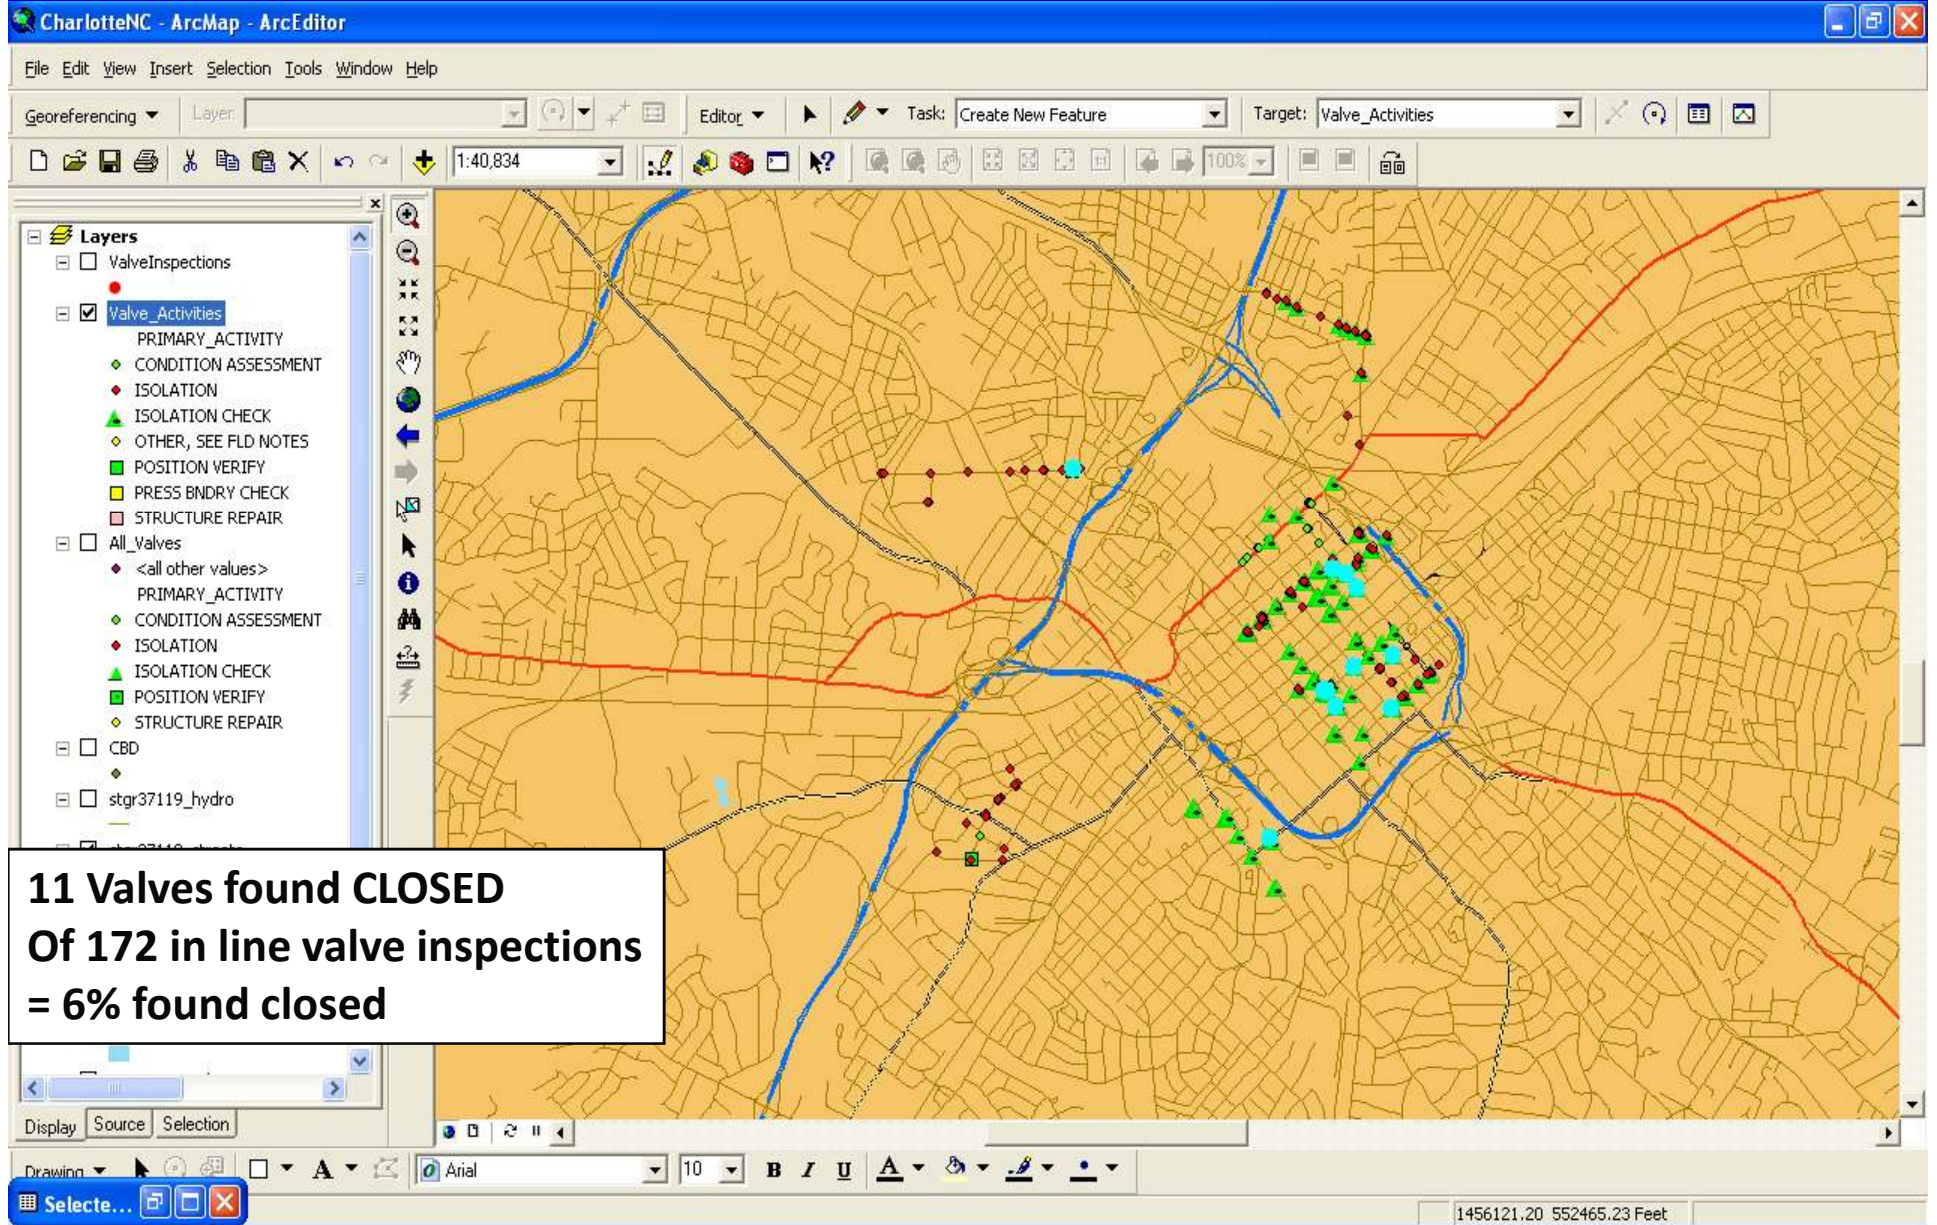 CharlotteNC - ArcMap - ArcEditor
File Edit View Insert Selection Tools Window Help
Georeferencing Layer: Editor Task: Create New Feature Target: Valve_Activities
1:40,834 100%
Layers
ValveInspections
Valve_Activities
PRIMARY_ACTIVITY
CONDITION ASSESSMENT
ISOLATION
ISOLATION CHECK
OTHER, SEE FLD NOTES
POSITION VERIFY
PRESS BNDRY CHECK
STRUCTURE REPAIR
All_Valves
<all other values>
PRIMARY_ACTIVITY
CONDITION ASSESSMENT
ISOLATION
ISOLATION CHECK
POSITION VERIFY
STRUCTURE REPAIR
CBD
stgr37119_hydro
11 Valves found CLOSED
Of 172 in line valve inspections
= 6% found closed
Display Source Selection
Drawing A Arial 10 B I U A
Selecte...
1456121.20 552465.23 Feet